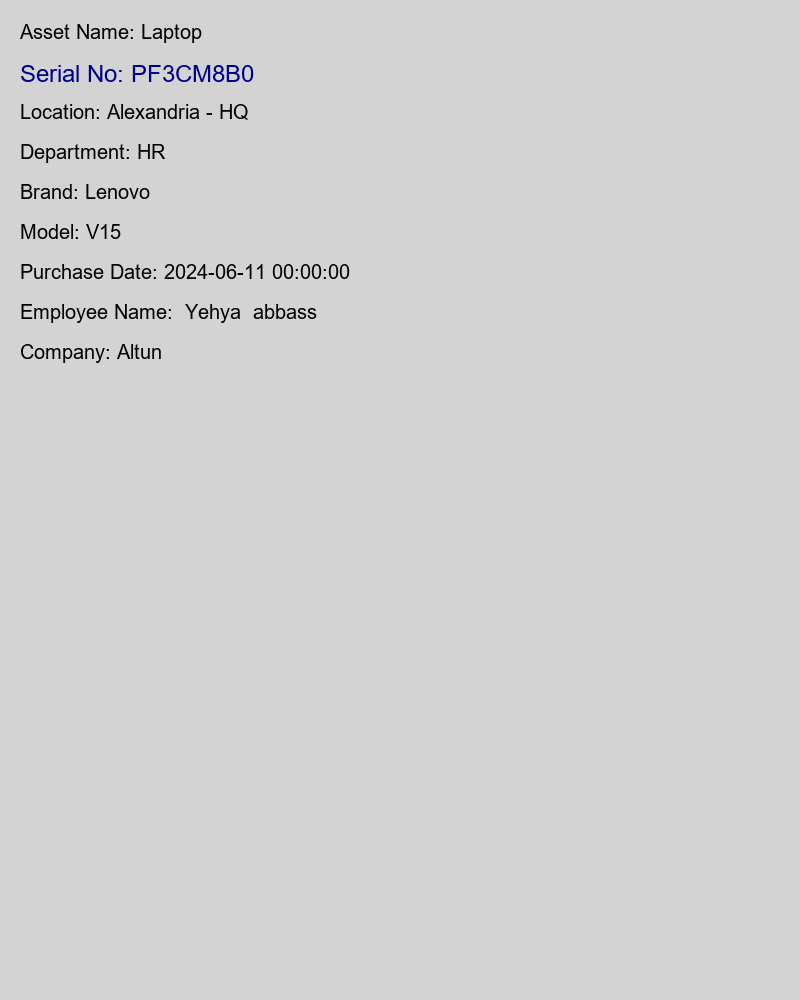 Asset Name: Laptop
Serial No: PF3CM8B0
Location: Alexandria - HQ
Department: HR
Brand: Lenovo
Model: V15
Purchase Date: 2024-06-11 00:00:00
Employee Name:  Yehya  abbass
Company: Altun